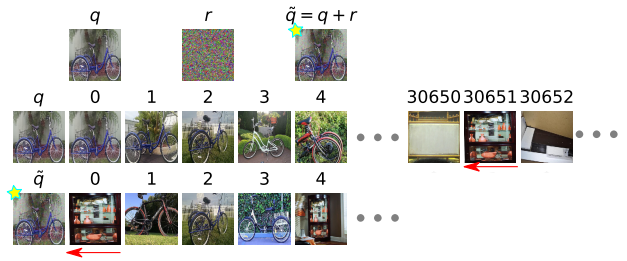 q r q̃ = q + r
q 0 1 2 3 4 30650 30651 30652
q̃ 0 1 2 3 4